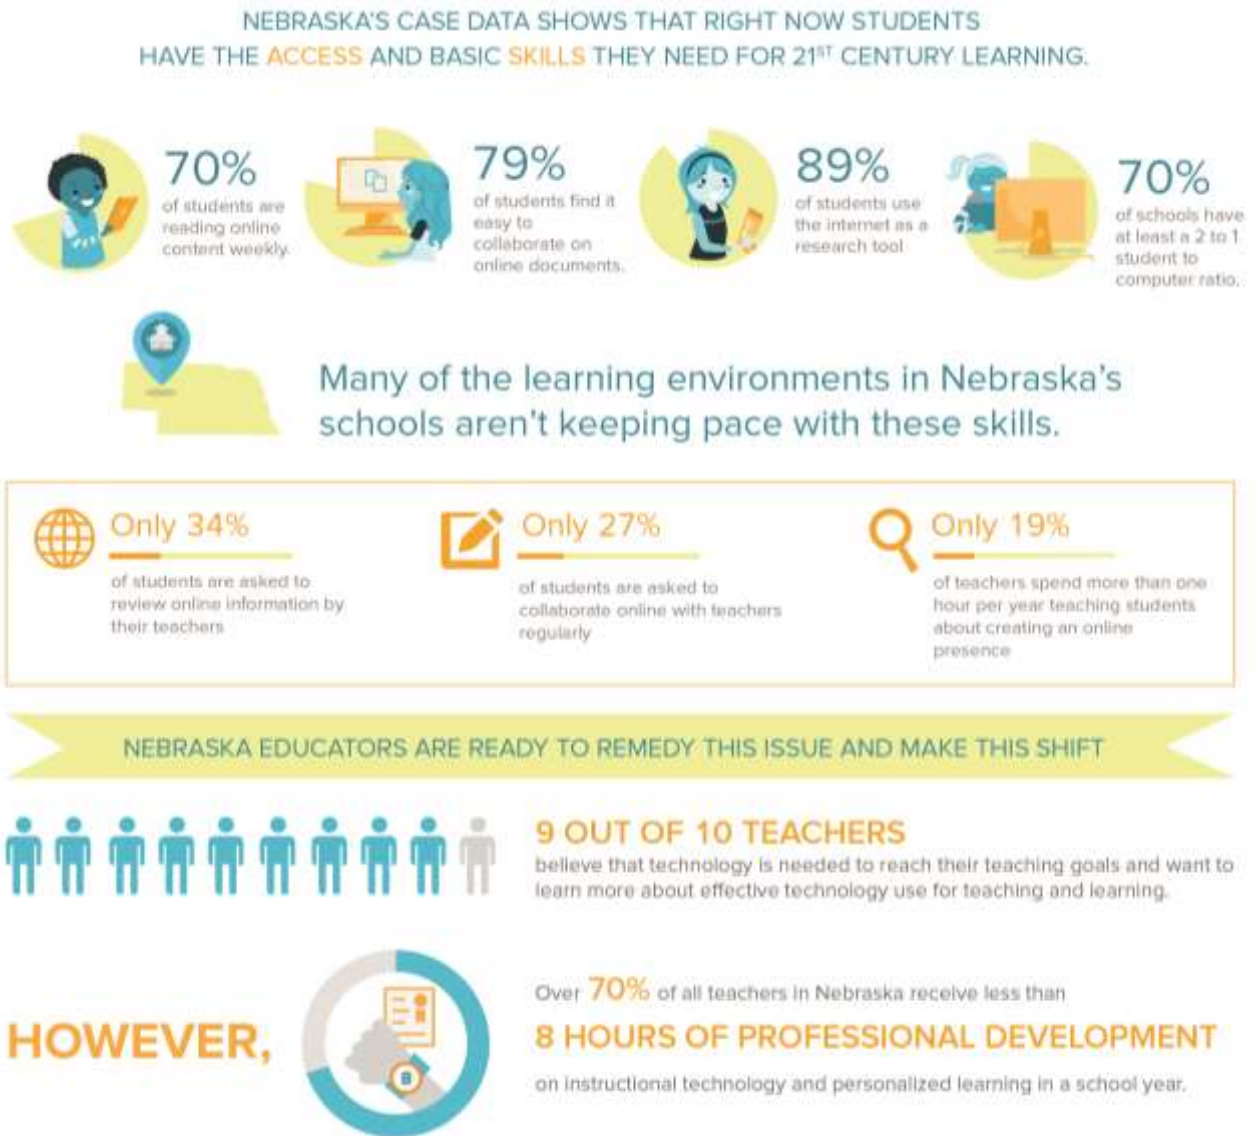 NEBRASKA'S CASE DATA SHOWS THAT RIGHT NOW STUDENTS
HAVE THE ACCESS AND BASIC SKILLS THEY NEED FOR 21ST CENTURY LEARNING.
70%
of students are
reading online
content weekly.
79%
of students find it
easy to
collaborate on
online documents.
89%
of students use
the internet as a
research tool
70%
of schools have
at least a 2 to 1
student to
computer ratio.
Many of the learning environments in Nebraska's
schools aren't keeping pace with these skills.
Only 34%
of students are asked to
review online information by
their teachers
Only 27%
of students are asked to
collaborate online with teachers
regularly
Only 19%
of teachers spend more than one
hour per year teaching students
about creating an online
presence
NEBRASKA EDUCATORS ARE READY TO REMEDY THIS ISSUE AND MAKE THIS SHIFT
9 OUT OF 10 TEACHERS
believe that technology is needed to reach their teaching goals and want to
learn more about effective technology use for teaching and learning.
HOWEVER,
8
Over 70% of all teachers in Nebraska receive less than
8 HOURS OF PROFESSIONAL DEVELOPMENT
on instructional technology and personalized learning in a school year.